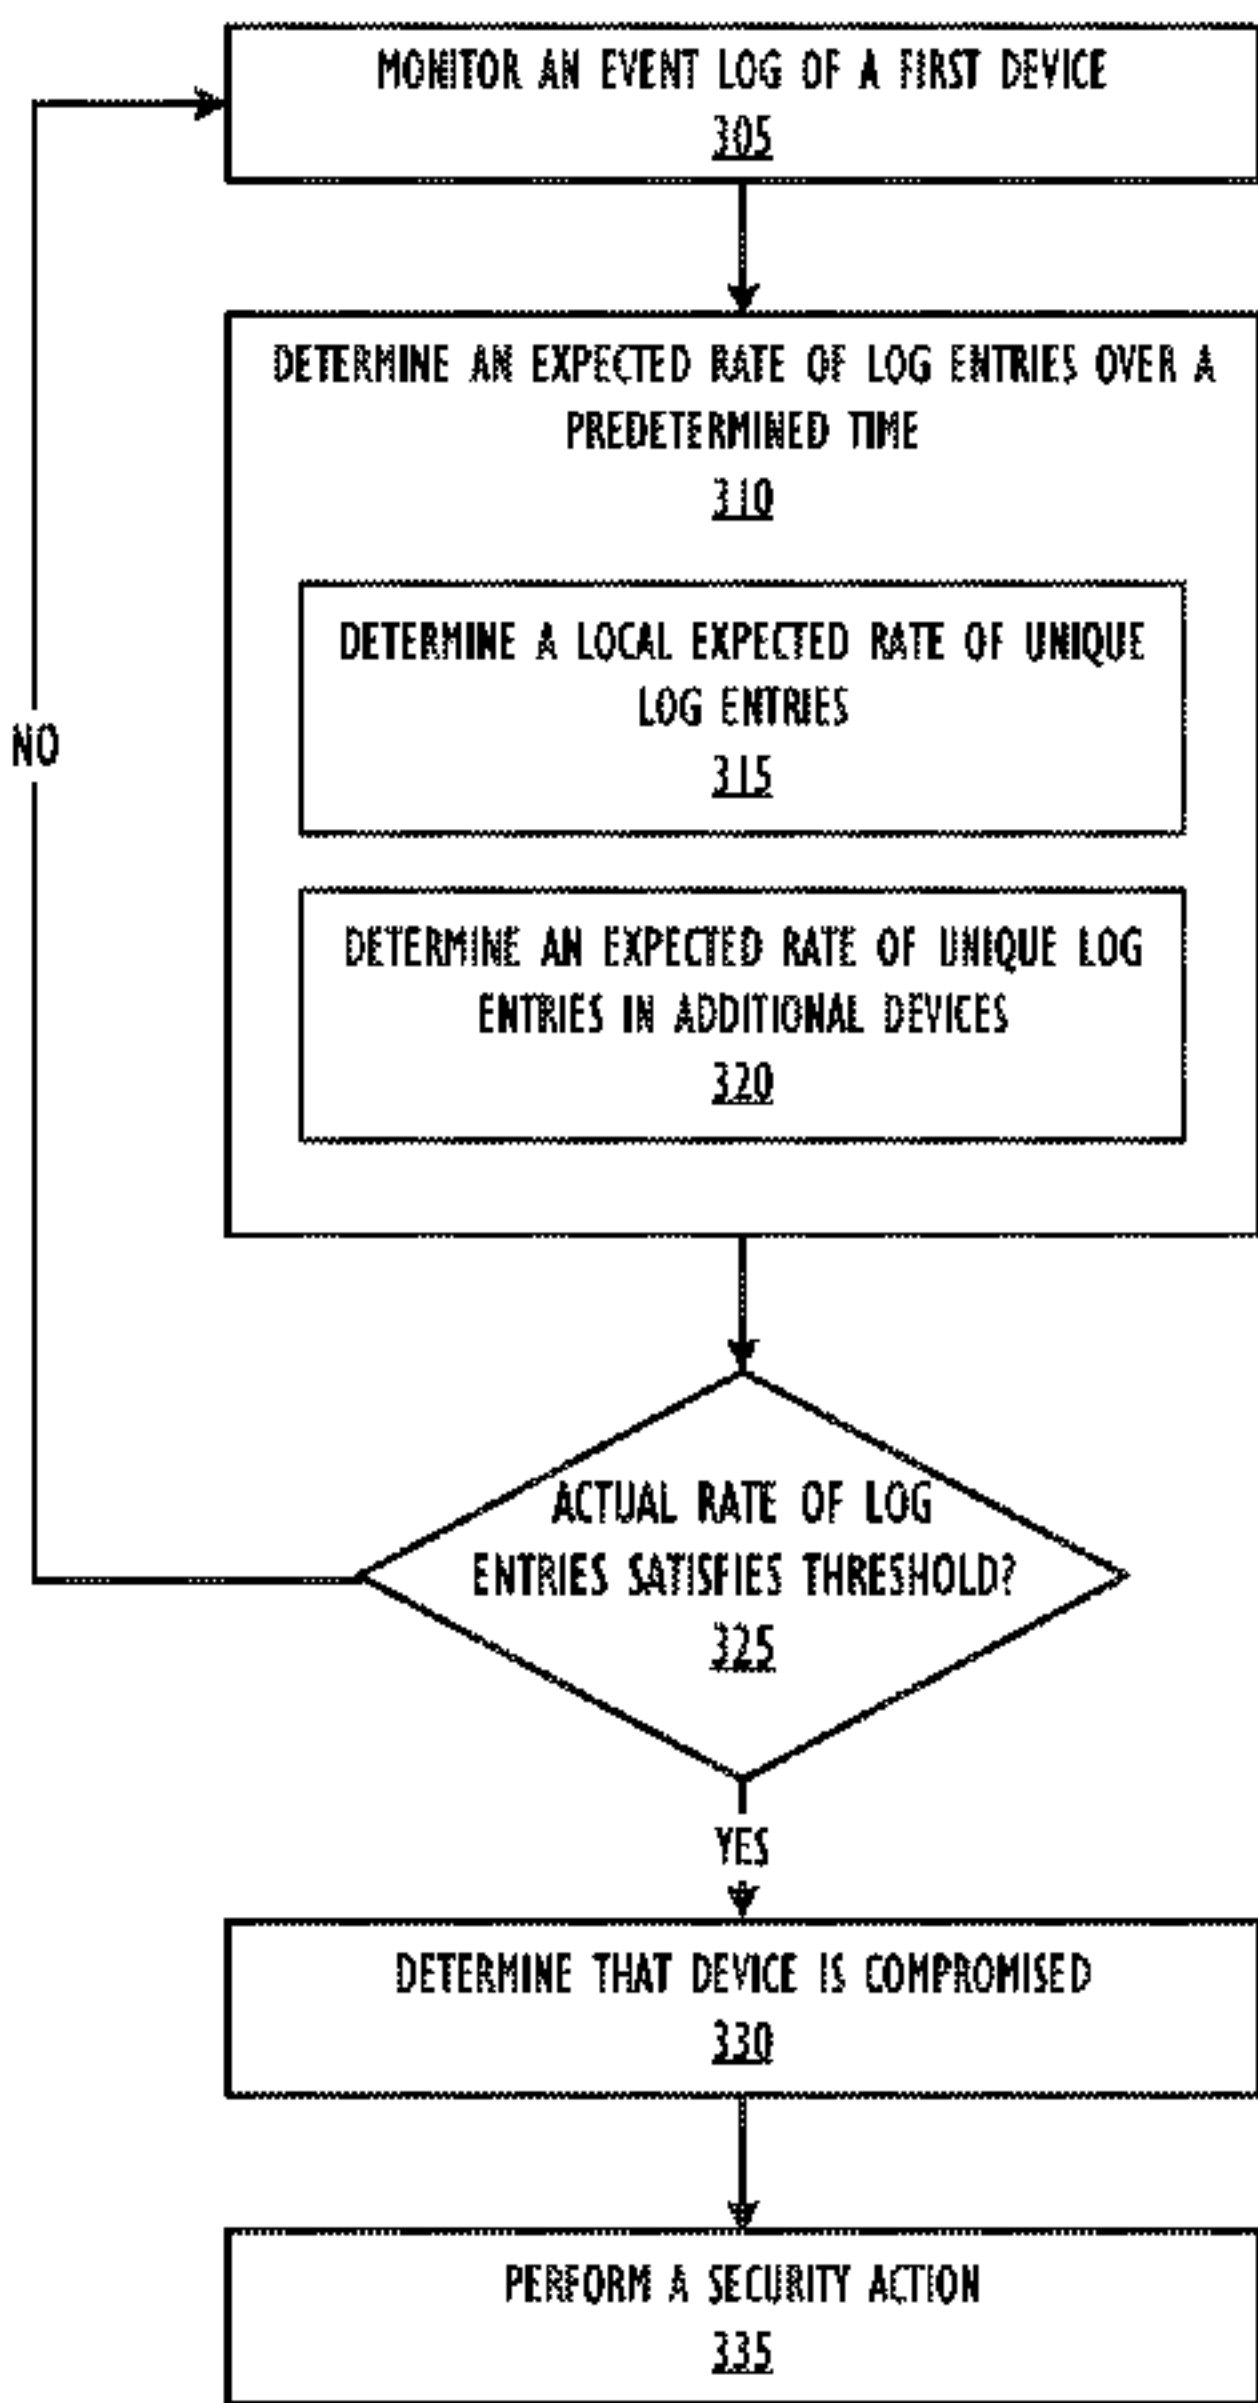 MONITOR AN EVENT LOG OF A FIRST DEVICE
305
DETERMINE AN EXPECTED RATE OF LOG ENTRIES OVER A
PREDETERMINED TIME
310
DETERMINE A LOCAL EXPECTED RATE OF UNIQUE
LOG ENTRIES
315
NO
DETERMINE AN EXPECTED RATE OF UNIQUE LOG
ENTRIES IN ADDITIONAL DEVICES
320
ACTUAL RATE OF LOG
ENTRIES SATISFIES THRESHOLD?
325
YES
DETERMINE THAT DEVICE IS COMPROMISED
330
PERFORM A SECURITY ACTION
335